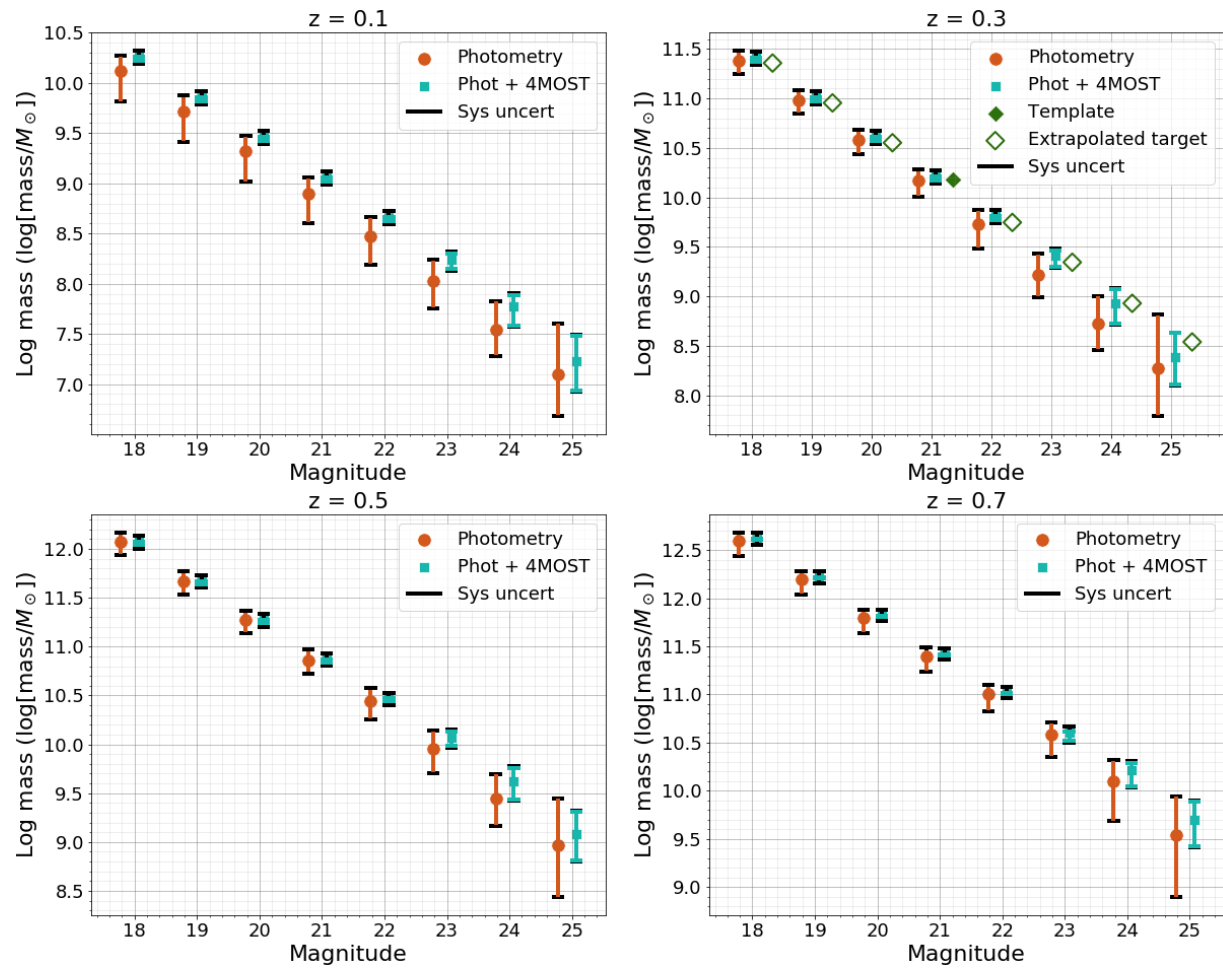 z = 0.1
10.5
10.0
9.5
9.0
8.5
8.0
7.5
7.0
Log mass (log[mass/M⊙])
18 19 20 21 22 23 24 25
Magnitude
Photometry
Phot + 4MOST
Sys uncert
z = 0.3
11.5
11.0
10.5
10.0
9.5
9.0
8.5
8.0
Log mass (log[mass/M⊙])
18 19 20 21 22 23 24 25
Magnitude
Photometry
Phot + 4MOST
Template
Extrapolated target
Sys uncert
z = 0.5
12.0
11.5
11.0
10.5
10.0
9.5
9.0
8.5
Log mass (log[mass/M⊙])
18 19 20 21 22 23 24 25
Magnitude
Photometry
Phot + 4MOST
Sys uncert
z = 0.7
12.5
12.0
11.5
11.0
10.5
10.0
9.5
9.0
Log mass (log[mass/M⊙])
18 19 20 21 22 23 24 25
Magnitude
Photometry
Phot + 4MOST
Sys uncert